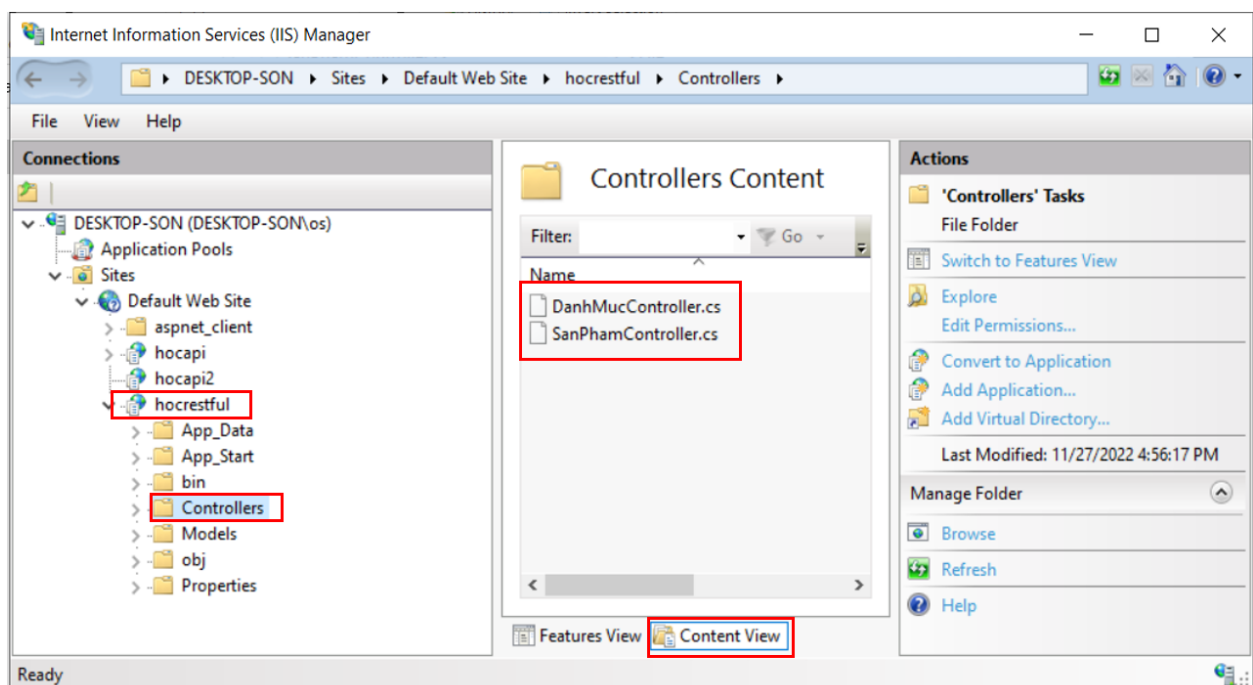 Internet Information Services (IIS) Manager
DESKTOP-SON Sites Default Web Site hocrestful Controllers
File View Help
Connections
DESKTOP-SON (DESKTOP-SON\os)
Application Pools
Sites
Default Web Site
aspnet_client
hocapi
hocapi2
hocrestful
App_Data
App_Start
bin
Controllers
Models
obj
Properties
Controllers Content
Filter: Go
Name
DanhMucController.cs
SanPhamController.cs
Features View Content View
Actions
'Controllers' Tasks
File Folder
Switch to Features View
Explore
Edit Permissions...
Convert to Application
Add Application...
Add Virtual Directory...
Last Modified: 11/27/2022 4:56:17 PM
Manage Folder
Browse
Refresh
Help
Ready